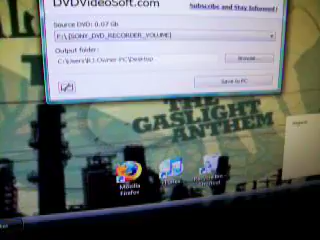 DVDVideoSoft.com
Subscribe and Stay Informed!
Source DVD: 0.07 Gb
F:\ [SONY_DVD_RECORDER_VOLUME]
Output folder:
C:\Users\R.J.Owner-PC\Desktop
Browse...
Save to PC
THE
GASLIGHT
ANTHEM
Mozilla
Firefox
iTunes
Shortcut